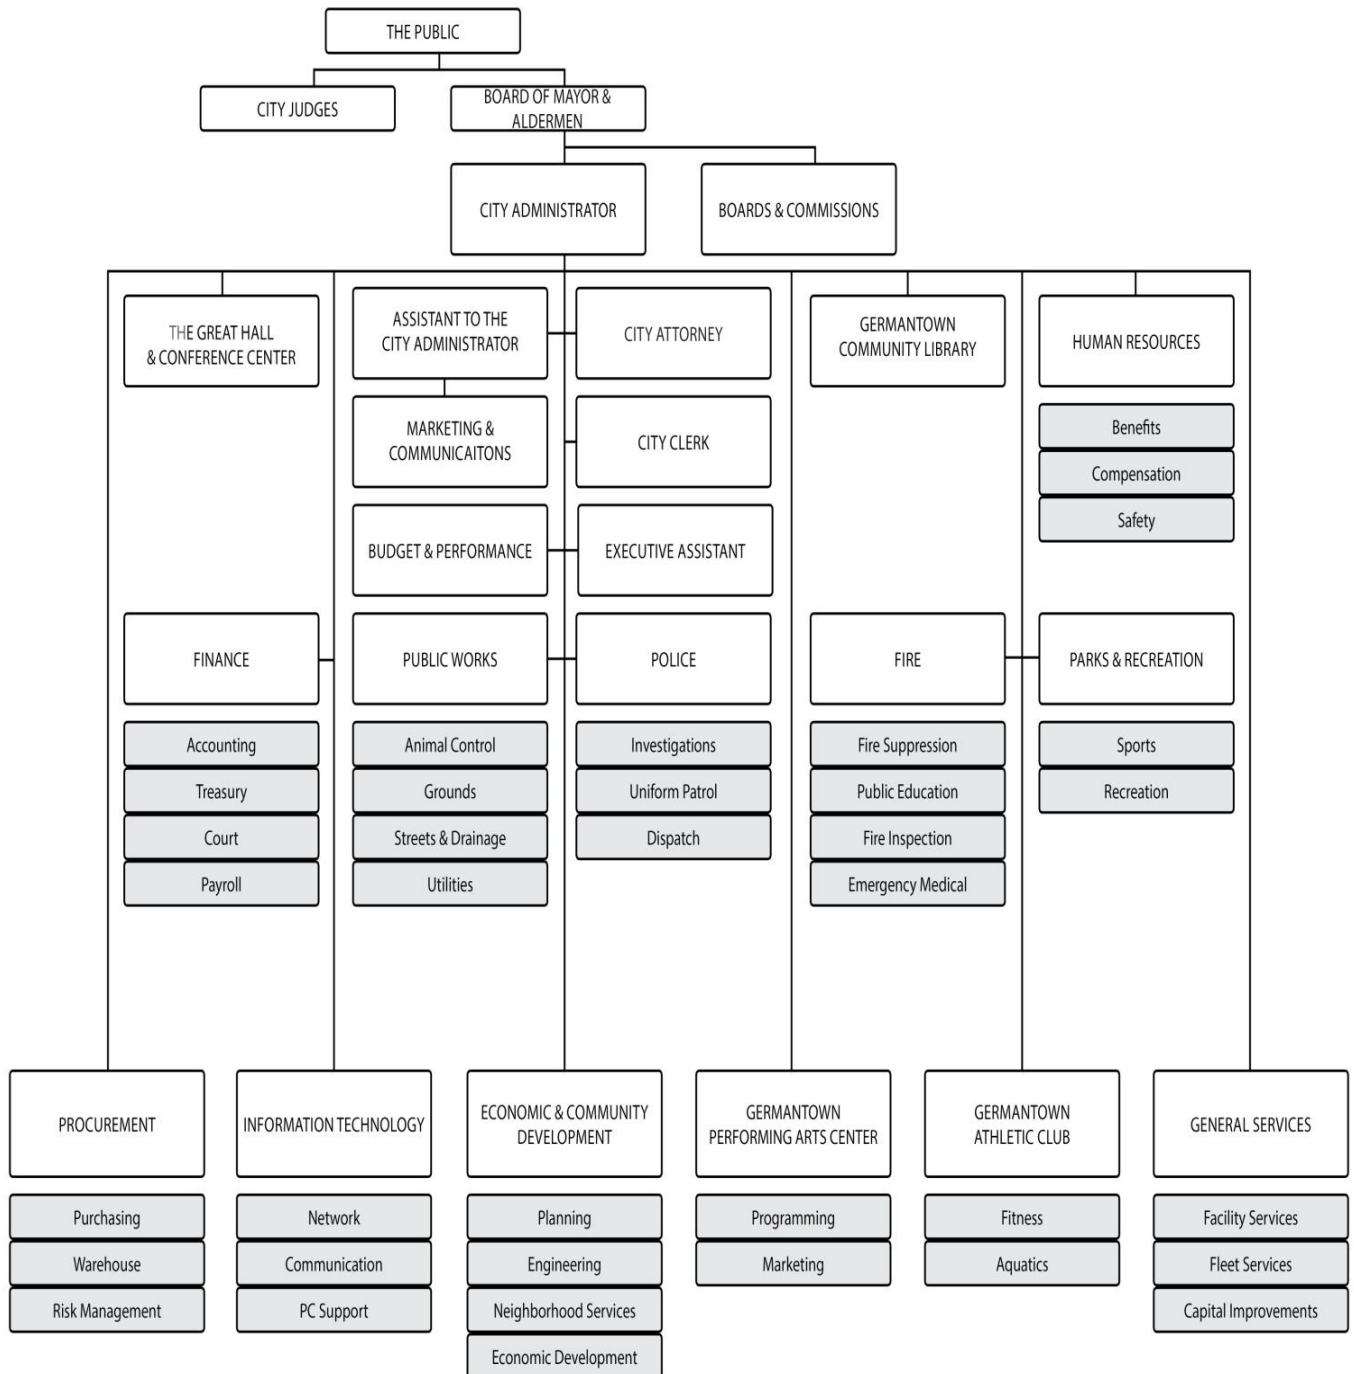 THE PUBLIC
CITY JUDGES
BOARD OF MAYOR &
ALDERMEN
CITY ADMINISTRATOR
BOARDS & COMMISSIONS
THE GREAT HALL
& CONFERENCE CENTER
ASSISTANT TO THE
CITY ADMINISTRATOR
CITY ATTORNEY
GERMANTOWN
COMMUNITY LIBRARY
HUMAN RESOURCES
Benefits
Compensation
Safety
MARKETING &
COMMUNICAITONS
CITY CLERK
BUDGET & PERFORMANCE
EXECUTIVE ASSISTANT
FINANCE
Accounting
Treasury
Court
Payroll
PUBLIC WORKS
Animal Control
Grounds
Streets & Drainage
Utilities
POLICE
Investigations
Uniform Patrol
Dispatch
FIRE
Fire Suppression
Public Education
Fire Inspection
Emergency Medical
PARKS & RECREATION
Sports
Recreation
PROCUREMENT
Purchasing
Warehouse
Risk Management
INFORMATION TECHNOLOGY
Network
Communication
PC Support
ECONOMIC & COMMUNITY
DEVELOPMENT
Planning
Engineering
Neighborhood Services
Economic Development
GERMANTOWN
PERFORMING ARTS CENTER
Programming
Marketing
GERMANTOWN
ATHLETIC CLUB
Fitness
Aquatics
GENERAL SERVICES
Facility Services
Fleet Services
Capital Improvements